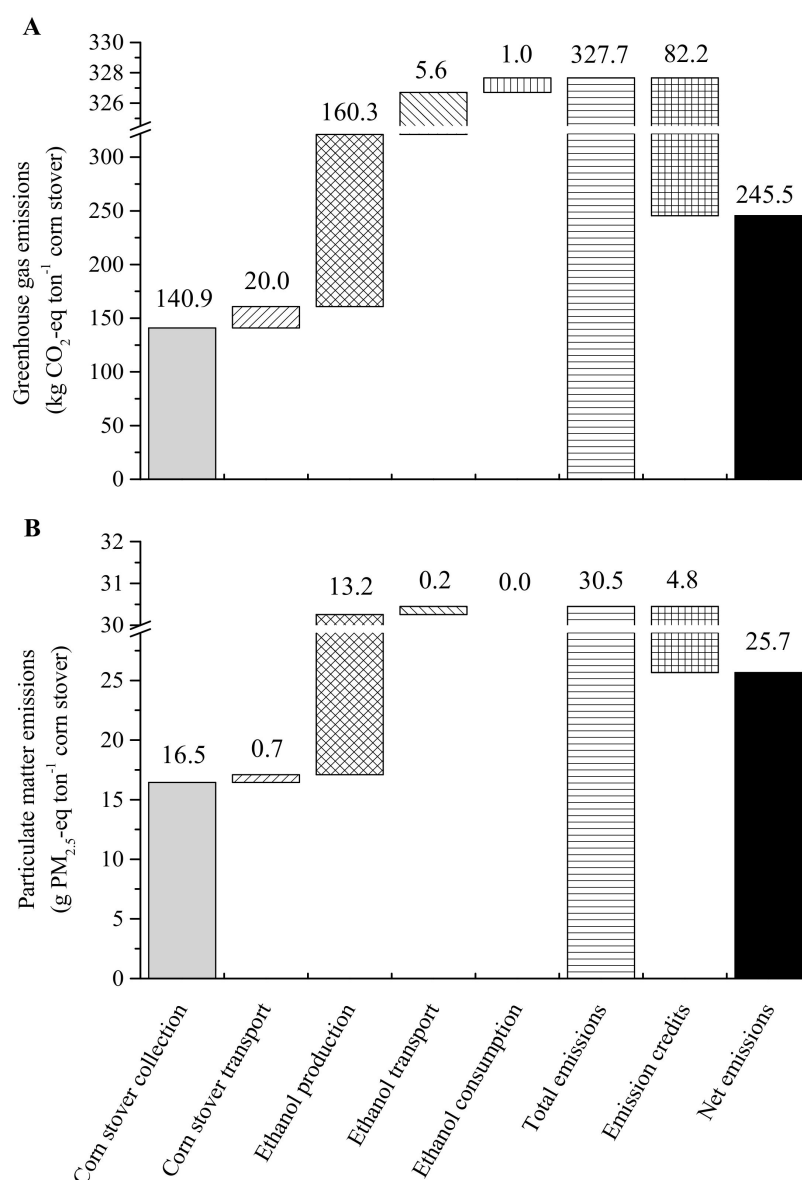 A
330
328
326
300
250
200
150
100
50
0
Greenhouse gas emissions
(kg CO₂-eq ton⁻¹ corn stover)
140.9
20.0
160.3
5.6
1.0
327.7
82.2
245.5
B
32
31
30
25
20
15
10
5
0
Particulate matter emissions
(g PM₂.₅-eq ton⁻¹ corn stover)
16.5
0.7
13.2
0.2
0.0
30.5
4.8
25.7
Corn stover collection
Corn stover transport
Ethanol production
Ethanol transport
Ethanol consumption
Total emissions
Emission credits
Net emissions